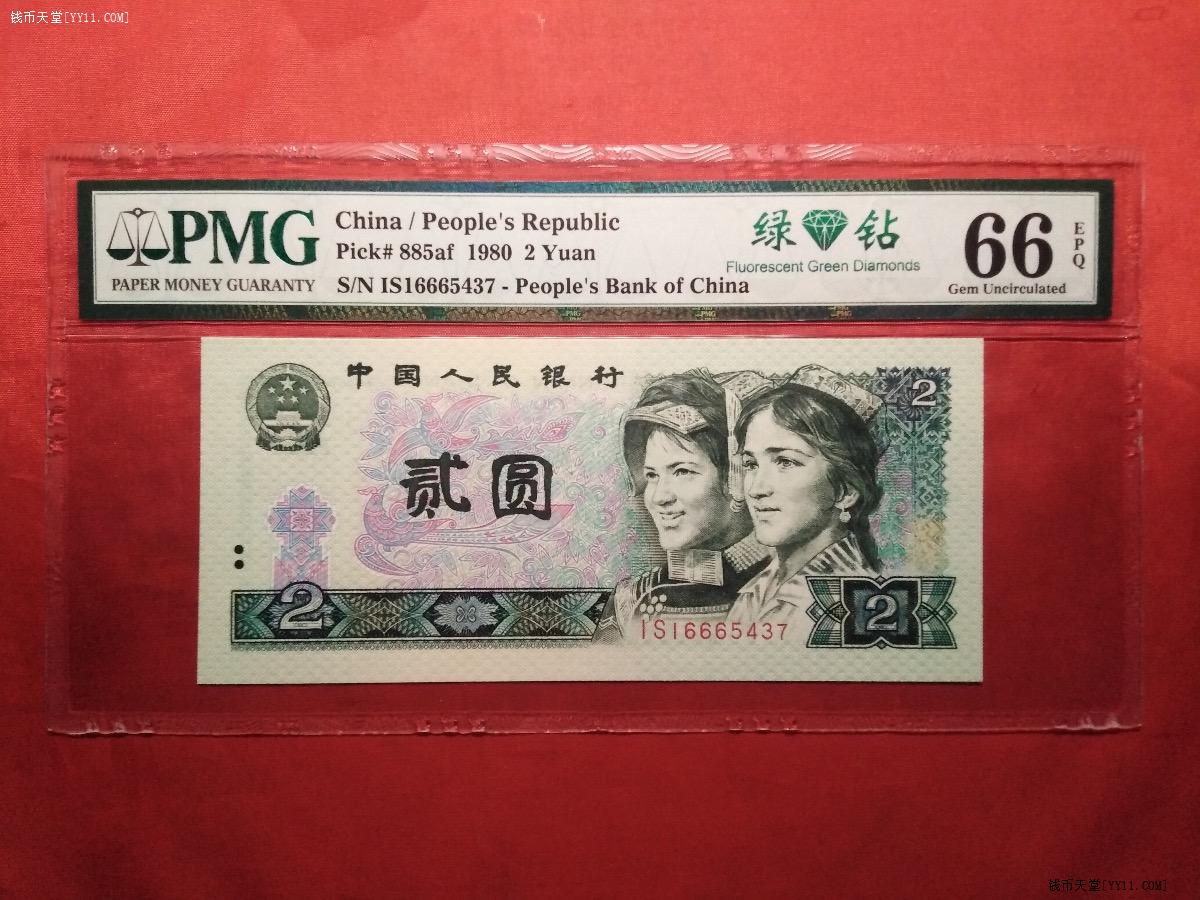 钱币天堂[YY11.COM]
PMG
PAPER MONEY GUARANTY
China / People's Republic
Pick# 885af 1980 2 Yuan
S/N IS16665437 - People's Bank of China
绿 钻
Fluorescent Green Diamonds
66
EPQ
Gem Uncirculated
中国人民银行
2
贰圆
2
IS16665437
2
钱币天堂[YY11.COM]